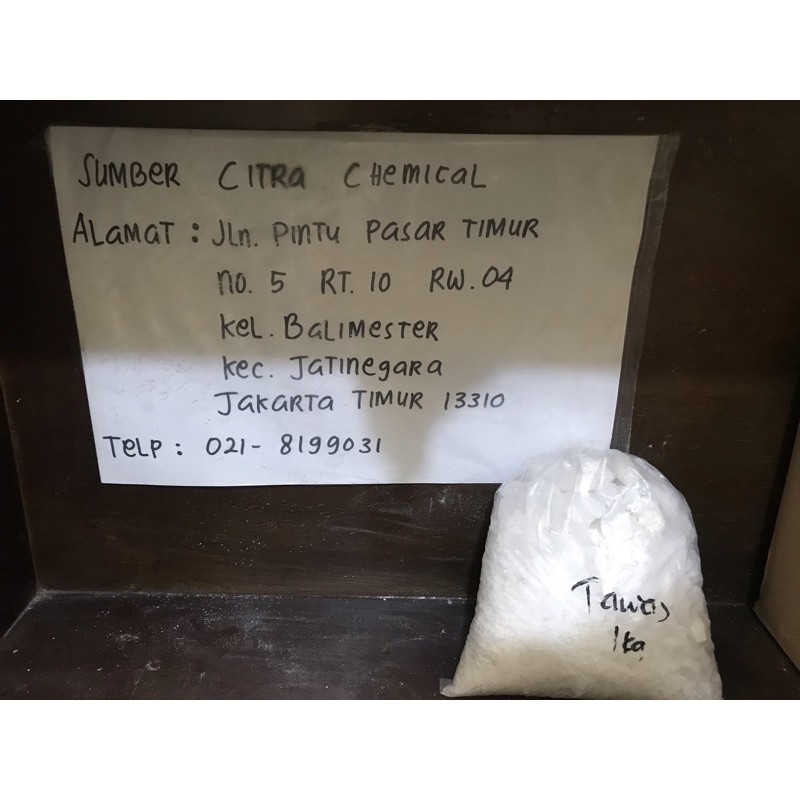 SUMBER CITRA CHEMICAL
ALAMAT : JLN. PINTU PASAR TIMUR
NO. 5 RT. 10 RW. 04
KEL. BALIMESTER
KEC. JATINEGARA
JAKARTA TIMUR 13310
TELP : 021- 8199031
Tawas
1kg